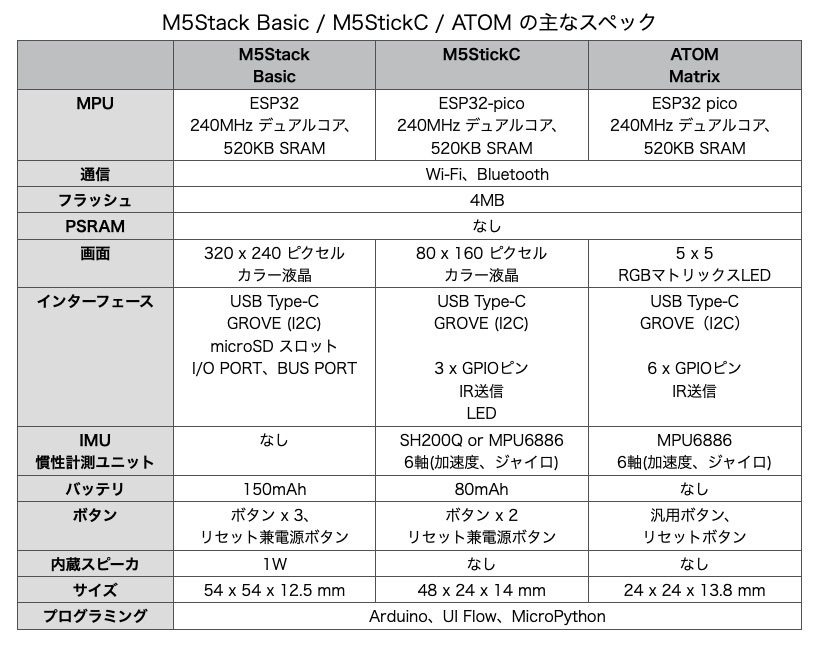 M5Stack Basic / M5StickC / ATOM の主なスペック
M5Stack Basic
M5StickC
ATOM Matrix
MPU
ESP32
240MHz デュアルコア、
520KB SRAM
ESP32-pico
240MHz デュアルコア、
520KB SRAM
ESP32 pico
240MHz デュアルコア、
520KB SRAM
通信
Wi-Fi、Bluetooth
フラッシュ
4MB
PSRAM
なし
画面
320 x 240 ピクセル
カラー液晶
80 x 160 ピクセル
カラー液晶
5 x 5
RGBマトリックスLED
インターフェース
USB Type-C
GROVE (I2C)
microSD スロット
I/O PORT、BUS PORT
USB Type-C
GROVE (I2C)
3 x GPIOピン
IR送信
LED
USB Type-C
GROVE（I2C）
6 x GPIOピン
IR送信
IMU
慣性計測ユニット
なし
SH200Q or MPU6886
6軸(加速度、ジャイロ)
MPU6886
6軸(加速度、ジャイロ)
バッテリ
150mAh
80mAh
なし
ボタン
ボタン x 3、
リセット兼電源ボタン
ボタン x 2
リセット兼電源ボタン
汎用ボタン、
リセットボタン
内蔵スピーカ
1W
なし
なし
サイズ
54 x 54 x 12.5 mm
48 x 24 x 14 mm
24 x 24 x 13.8 mm
プログラミング
Arduino、UI Flow、MicroPython